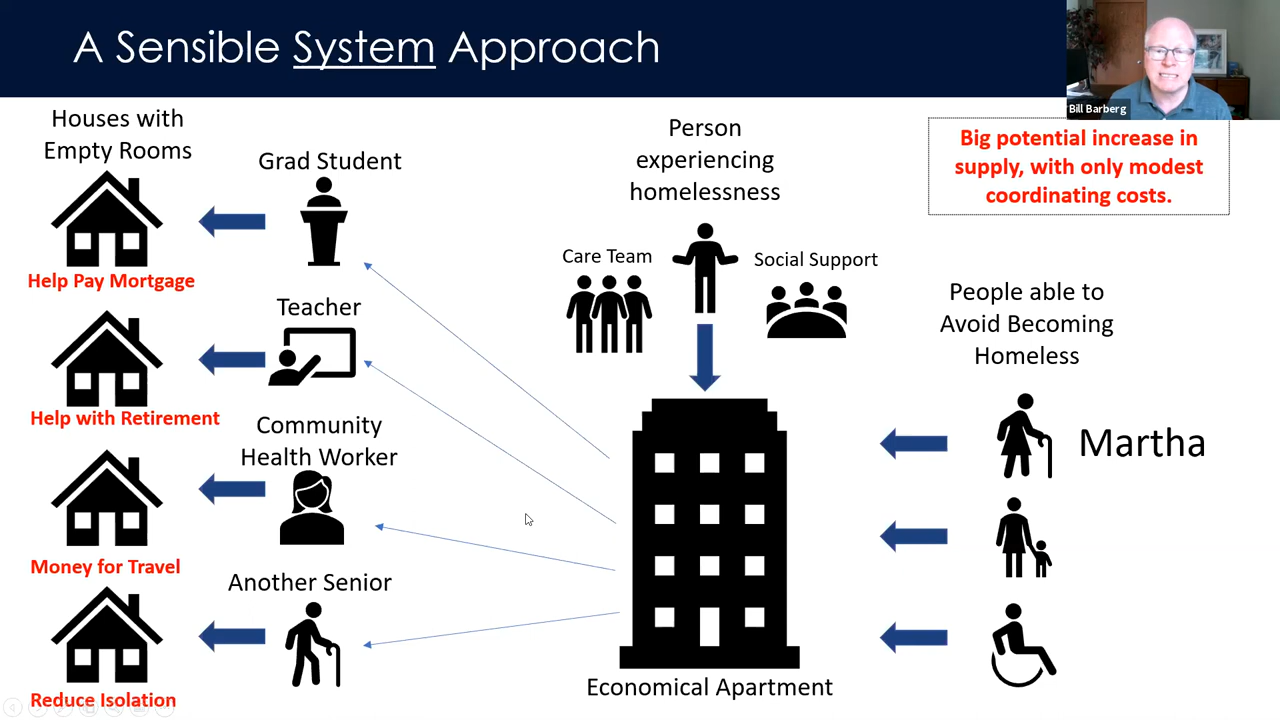 A Sensible System Approach
Bill Barberg
Houses with
Empty Rooms
Help Pay Mortgage
Help with Retirement
Money for Travel
Reduce Isolation
Grad Student
Teacher
Community
Health Worker
Another Senior
Person
experiencing
homelessness
Care Team
Social Support
Economical Apartment
Big potential increase in
supply, with only modest
coordinating costs.
People able to
Avoid Becoming
Homeless
Martha